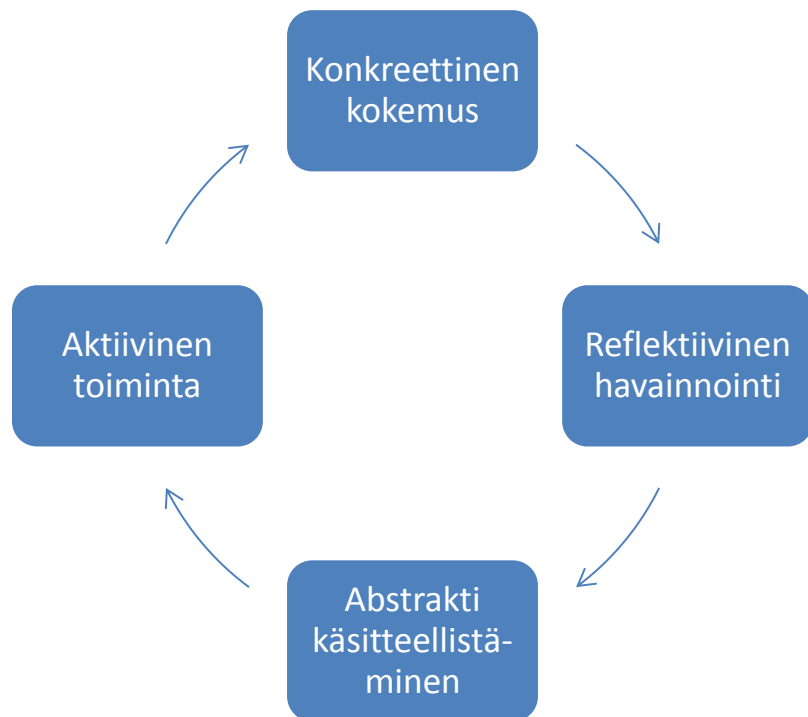 Konkreettinen
kokemus
Aktiivinen
toiminta
Reflektiivinen
havainnointi
Abstrakti
käsitteellistä-
minen